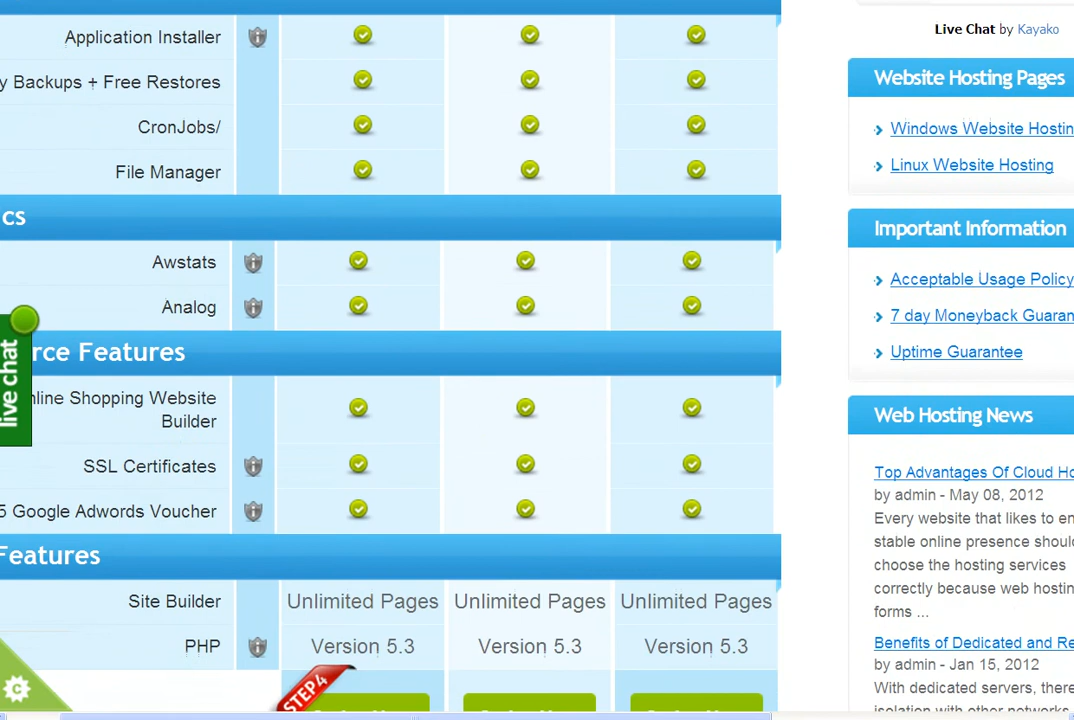 Application Installer
y Backups + Free Restores
CronJobs/
File Manager
cs
Awstats
Analog
rce Features
nline Shopping Website
Builder
SSL Certificates
5 Google Adwords Voucher
Features
Site Builder Unlimited Pages Unlimited Pages Unlimited Pages
PHP Version 5.3 Version 5.3 Version 5.3
STEP4
live chat
Live Chat by Kayako
Website Hosting Pages
Windows Website Hostin
Linux Website Hosting
Important Information
Acceptable Usage Policy
7 day Moneyback Guaran
Uptime Guarantee
Web Hosting News
Top Advantages Of Cloud Ho
by admin - May 08, 2012
Every website that likes to en
stable online presence shoul
choose the hosting services
correctly because web hostin
forms ...
Benefits of Dedicated and Re
by admin - Jan 15, 2012
With dedicated servers, there
isolation with other networks